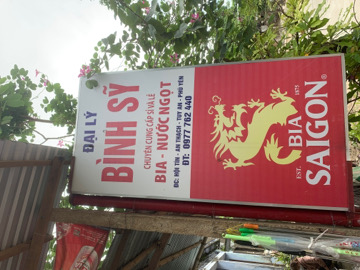 ĐẠI LÝ
BÌNH SỸ
CHUYÊN CUNG CẤP SỈ VÀ LẺ
BIA - NƯỚC NGỌT
ĐC: HỘI TÍN - AN THẠCH - TUY AN - PHÚ YÊN
ĐT: 0977 762 440
EST. 1875
BIA
SAIGON®